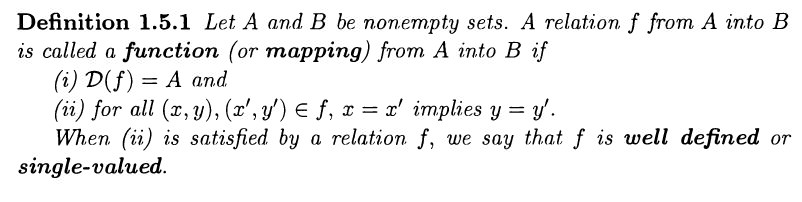 Definition 1.5.1 Let A and B be nonempty sets. A relation f from A into B
is called a function (or mapping) from A into B if
(i) 𝒟(f) = A and
(ii) for all (x, y), (x′, y′) ∈ f, x = x′ implies y = y′.
When (ii) is satisfied by a relation f, we say that f is well defined or
single-valued.